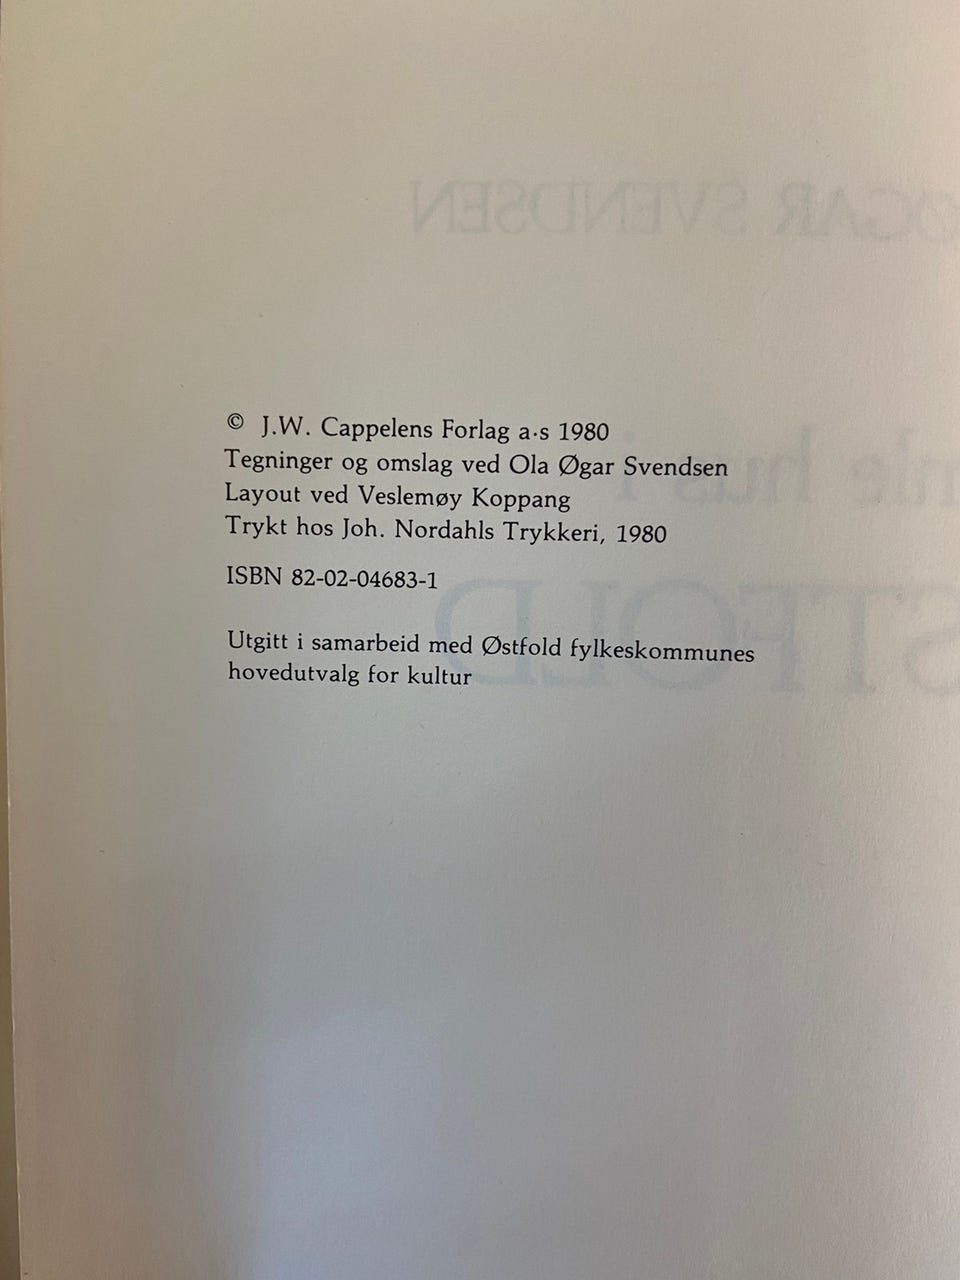 © J.W. Cappelens Forlag a·s 1980
Tegninger og omslag ved Ola Øgar Svendsen
Layout ved Veslemøy Koppang
Trykt hos Joh. Nordahls Trykkeri, 1980
ISBN 82-02-04683-1
Utgitt i samarbeid med Østfold fylkeskommunes
hovedutvalg for kultur